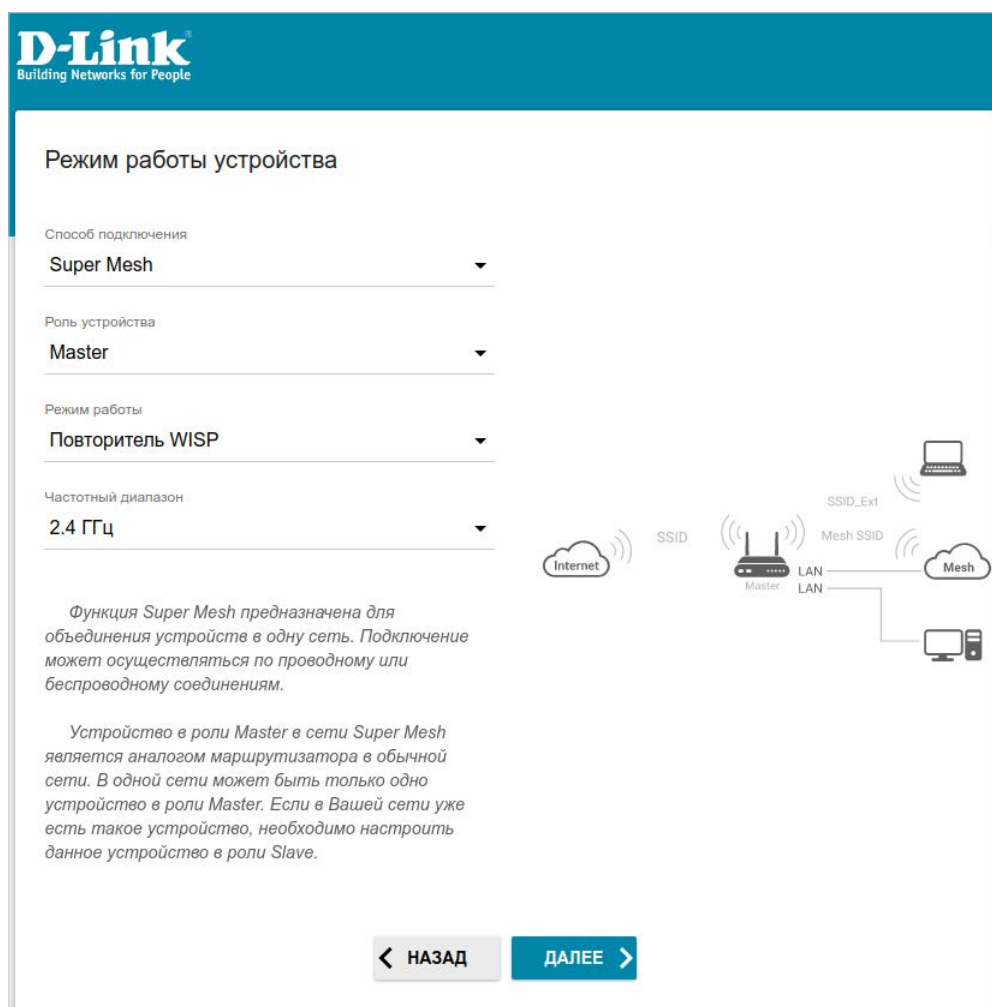 D-Link
Building Networks for People
Режим работы устройства
Способ подключения
Super Mesh
Роль устройства
Master
Режим работы
Повторитель WISP
Частотный диапазон
2.4 ГГц
Функция Super Mesh предназначена для
объединения устройств в одну сеть. Подключение
может осуществляться по проводному или
беспроводному соединениям.
Устройство в роли Master в сети Super Mesh
является аналогом маршрутизатора в обычной
сети. В одной сети может быть только одно
устройство в роли Master. Если в Вашей сети уже
есть такое устройство, необходимо настроить
данное устройство в роли Slave.
Internet
SSID
Master
SSID_Ext
Mesh SSID
LAN
LAN
Mesh
НАЗАД
ДАЛЕЕ